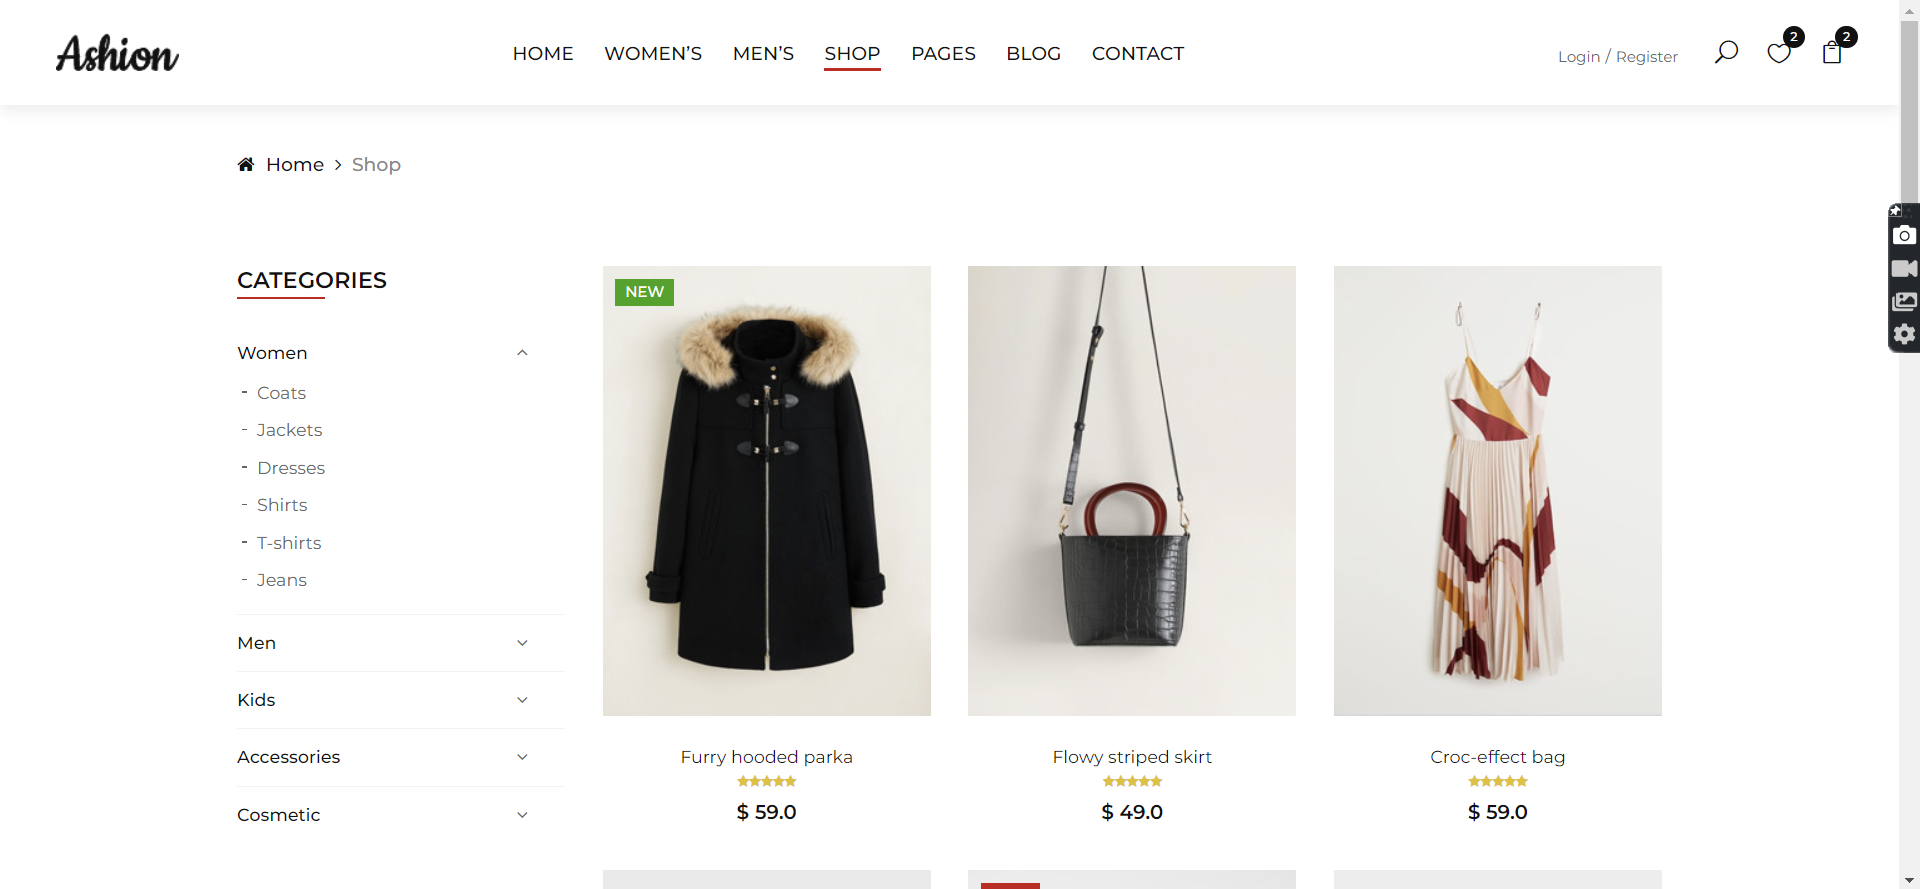 Ashion
HOME WOMEN’S MEN’S SHOP PAGES BLOG CONTACT
Login / Register
2
2
Home > Shop
CATEGORIES
Women
- Coats
- Jackets
- Dresses
- Shirts
- T-shirts
- Jeans
Men
Kids
Accessories
Cosmetic
NEW
Furry hooded parka
$ 59.0
Flowy striped skirt
$ 49.0
Croc-effect bag
$ 59.0